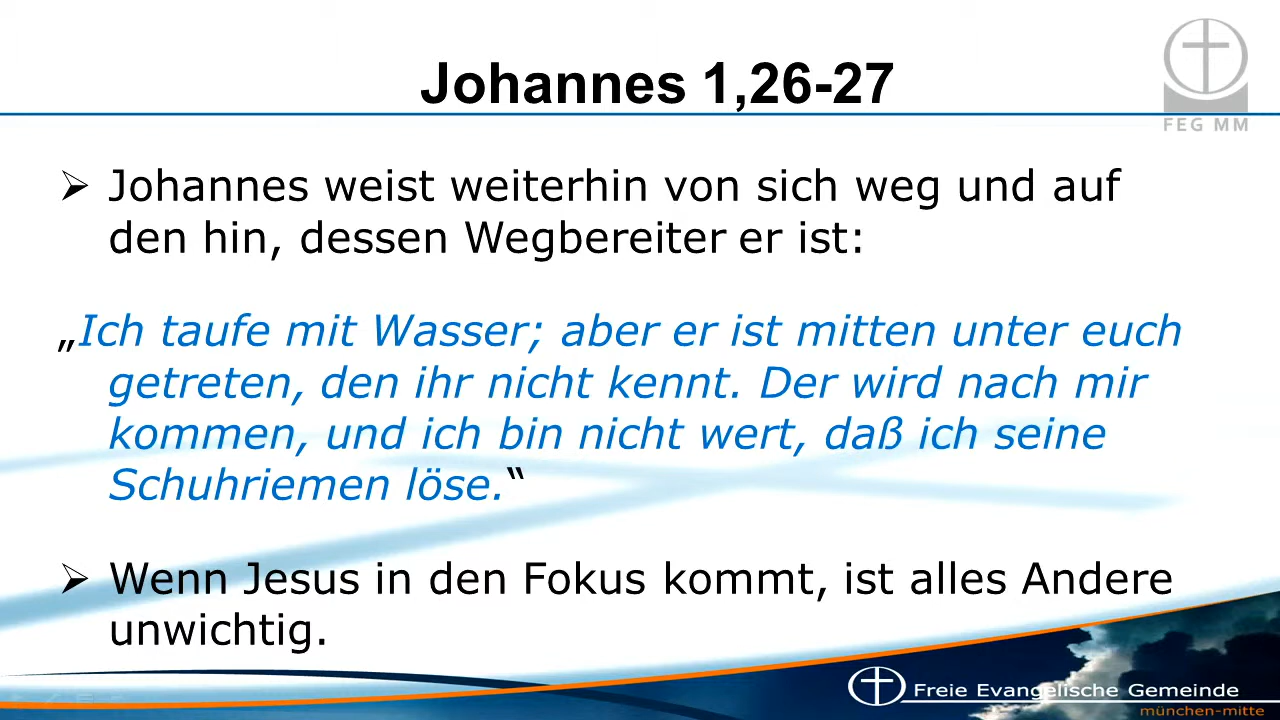 Johannes 1,26-27
FEG MM
➢ Johannes weist weiterhin von sich weg und auf
den hin, dessen Wegbereiter er ist:
„Ich taufe mit Wasser; aber er ist mitten unter euch
getreten, den ihr nicht kennt. Der wird nach mir
kommen, und ich bin nicht wert, daß ich seine
Schuhriemen löse.“
➢ Wenn Jesus in den Fokus kommt, ist alles Andere
unwichtig.
Freie Evangelische Gemeinde
münchen-mitte